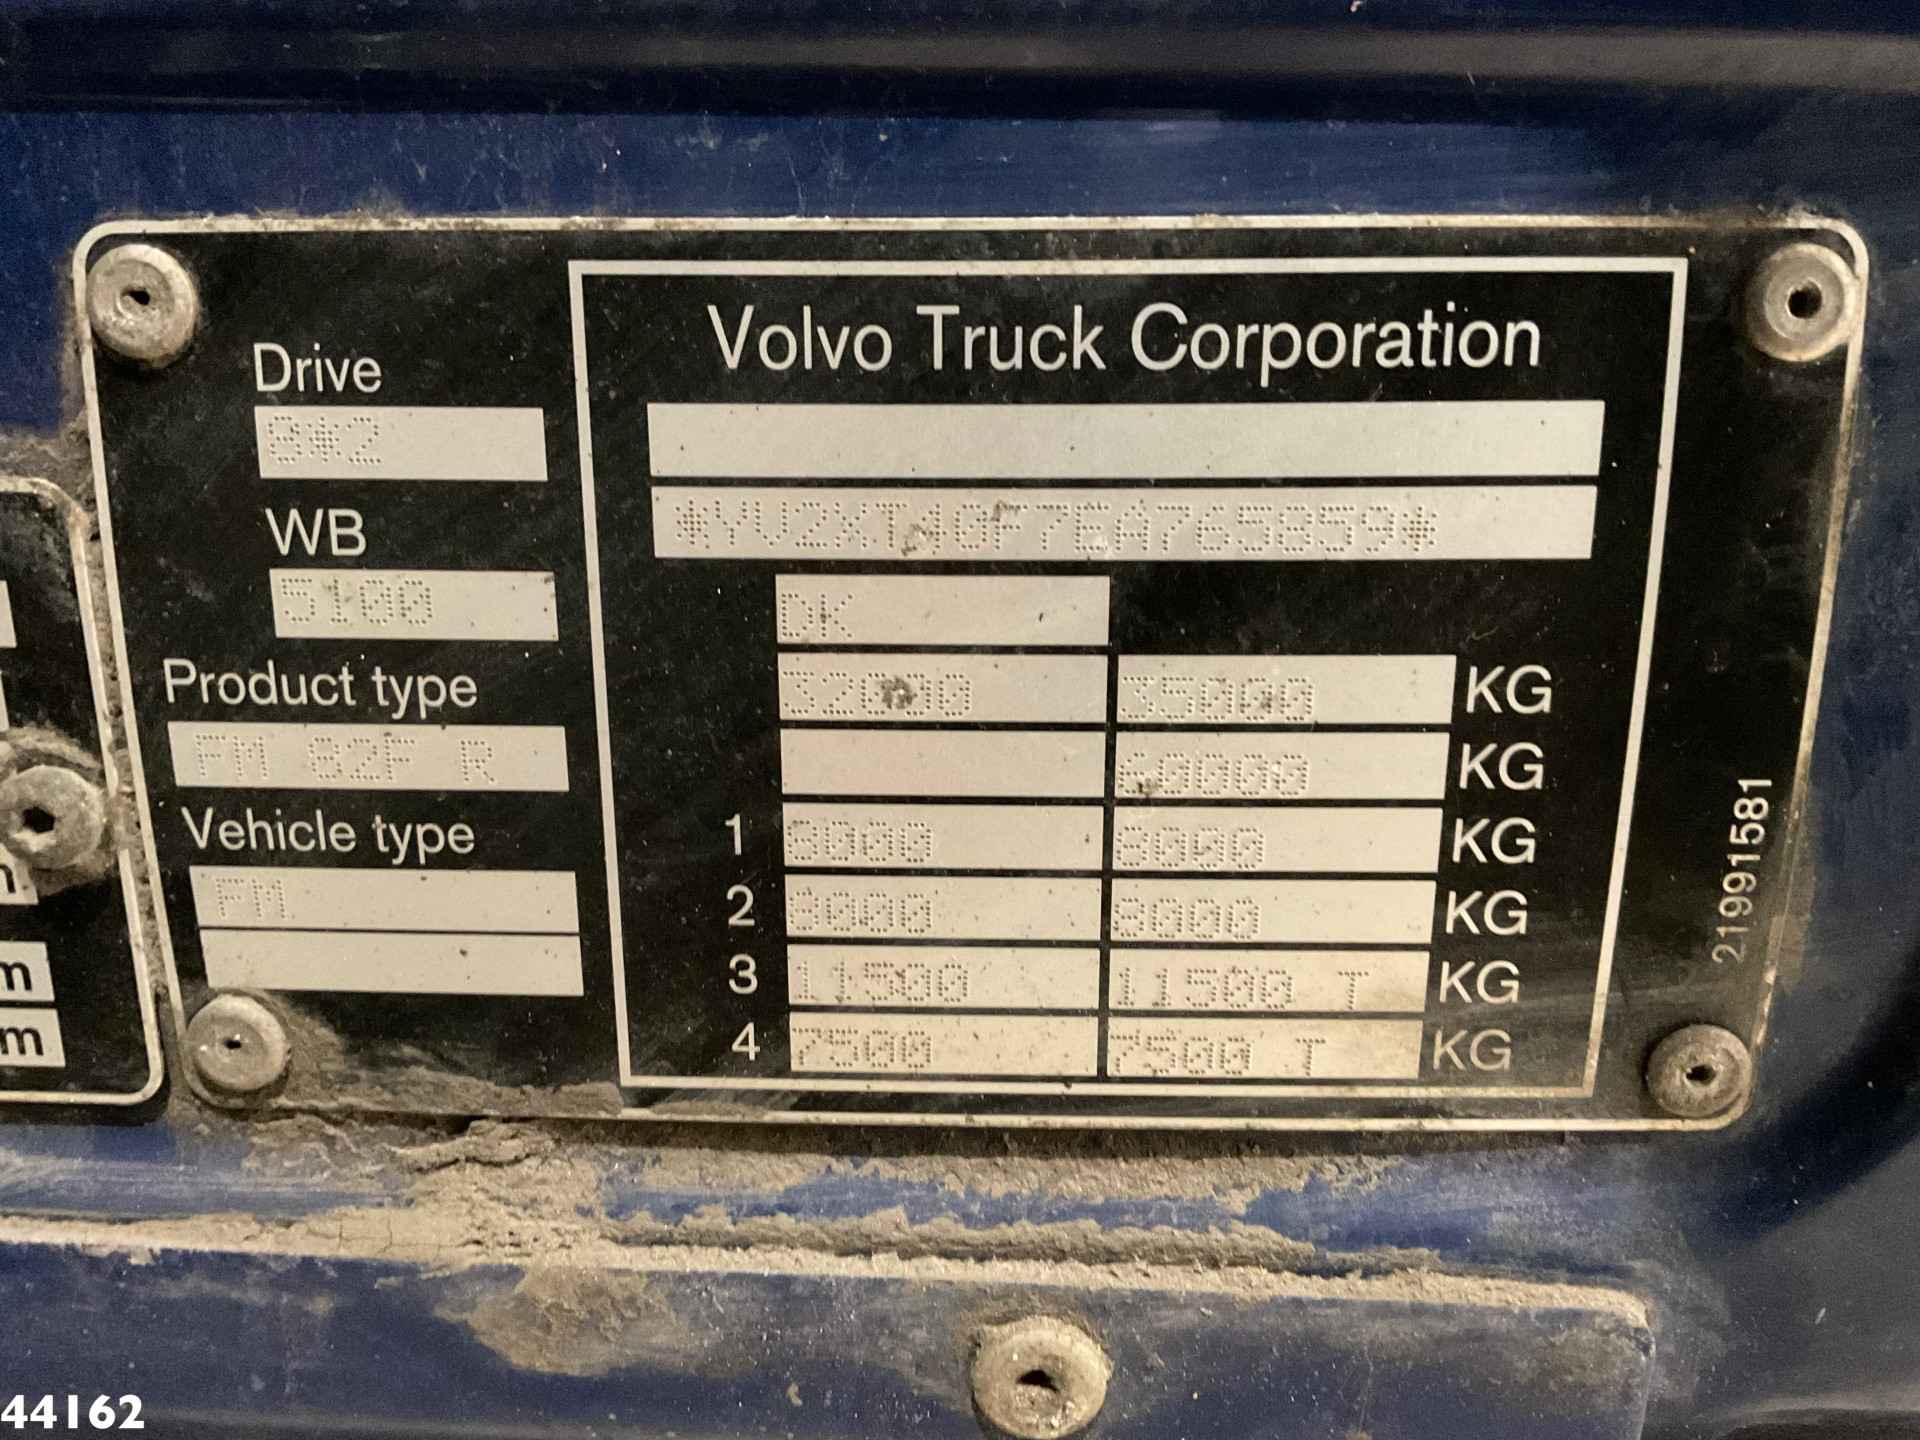 Volvo Truck Corporation
Drive
8*2
*YV2XT40F7EA765859*
WB
5100
DK
Product type
32000 35000 KG
FM 82F R
60000 KG
Vehicle type
1 8000 8000 KG
FM
2 8000 8000 KG
3 11500 11500 T KG
4 7500 7500 T KG
21991581
m
m
44162